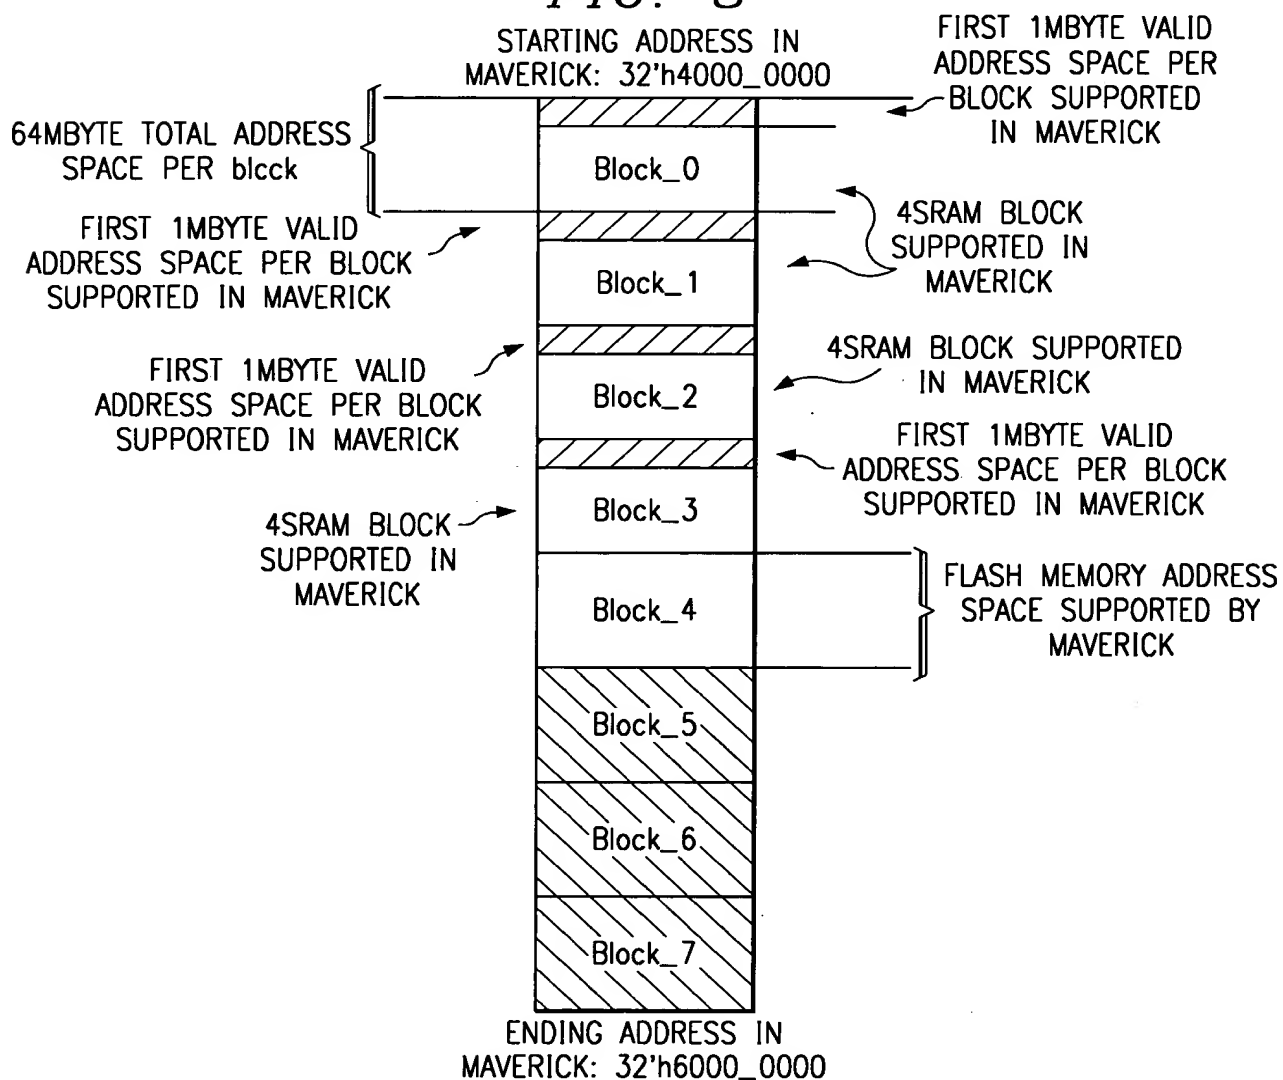 STARTING ADDRESS IN
MAVERICK: 32'h4000_0000
FIRST 1MBYTE VALID
ADDRESS SPACE PER
BLOCK SUPPORTED
IN MAVERICK
64MBYTE TOTAL ADDRESS
SPACE PER blcck
Block_0
FIRST 1MBYTE VALID
ADDRESS SPACE PER BLOCK
SUPPORTED IN MAVERICK
4SRAM BLOCK
SUPPORTED IN
MAVERICK
Block_1
FIRST 1MBYTE VALID
ADDRESS SPACE PER BLOCK
SUPPORTED IN MAVERICK
4SRAM BLOCK SUPPORTED
IN MAVERICK
Block_2
FIRST 1MBYTE VALID
ADDRESS SPACE PER BLOCK
SUPPORTED IN MAVERICK
4SRAM BLOCK
SUPPORTED IN
MAVERICK
Block_3
Block_4
FLASH MEMORY ADDRESS
SPACE SUPPORTED BY
MAVERICK
Block_5
Block_6
Block_7
ENDING ADDRESS IN
MAVERICK: 32'h6000_0000